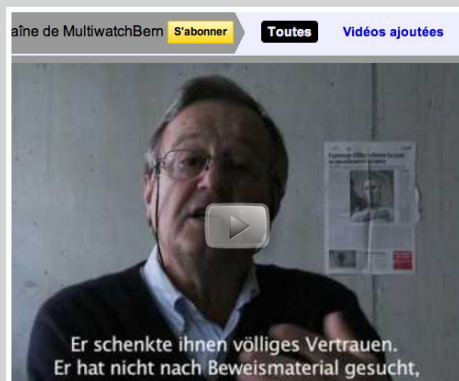 aîne de MultiwatchBern S'abonner Toutes Vidéos ajoutées
Er schenkte ihnen völliges Vertrauen.
Er hat nicht nach Beweismaterial gesucht,